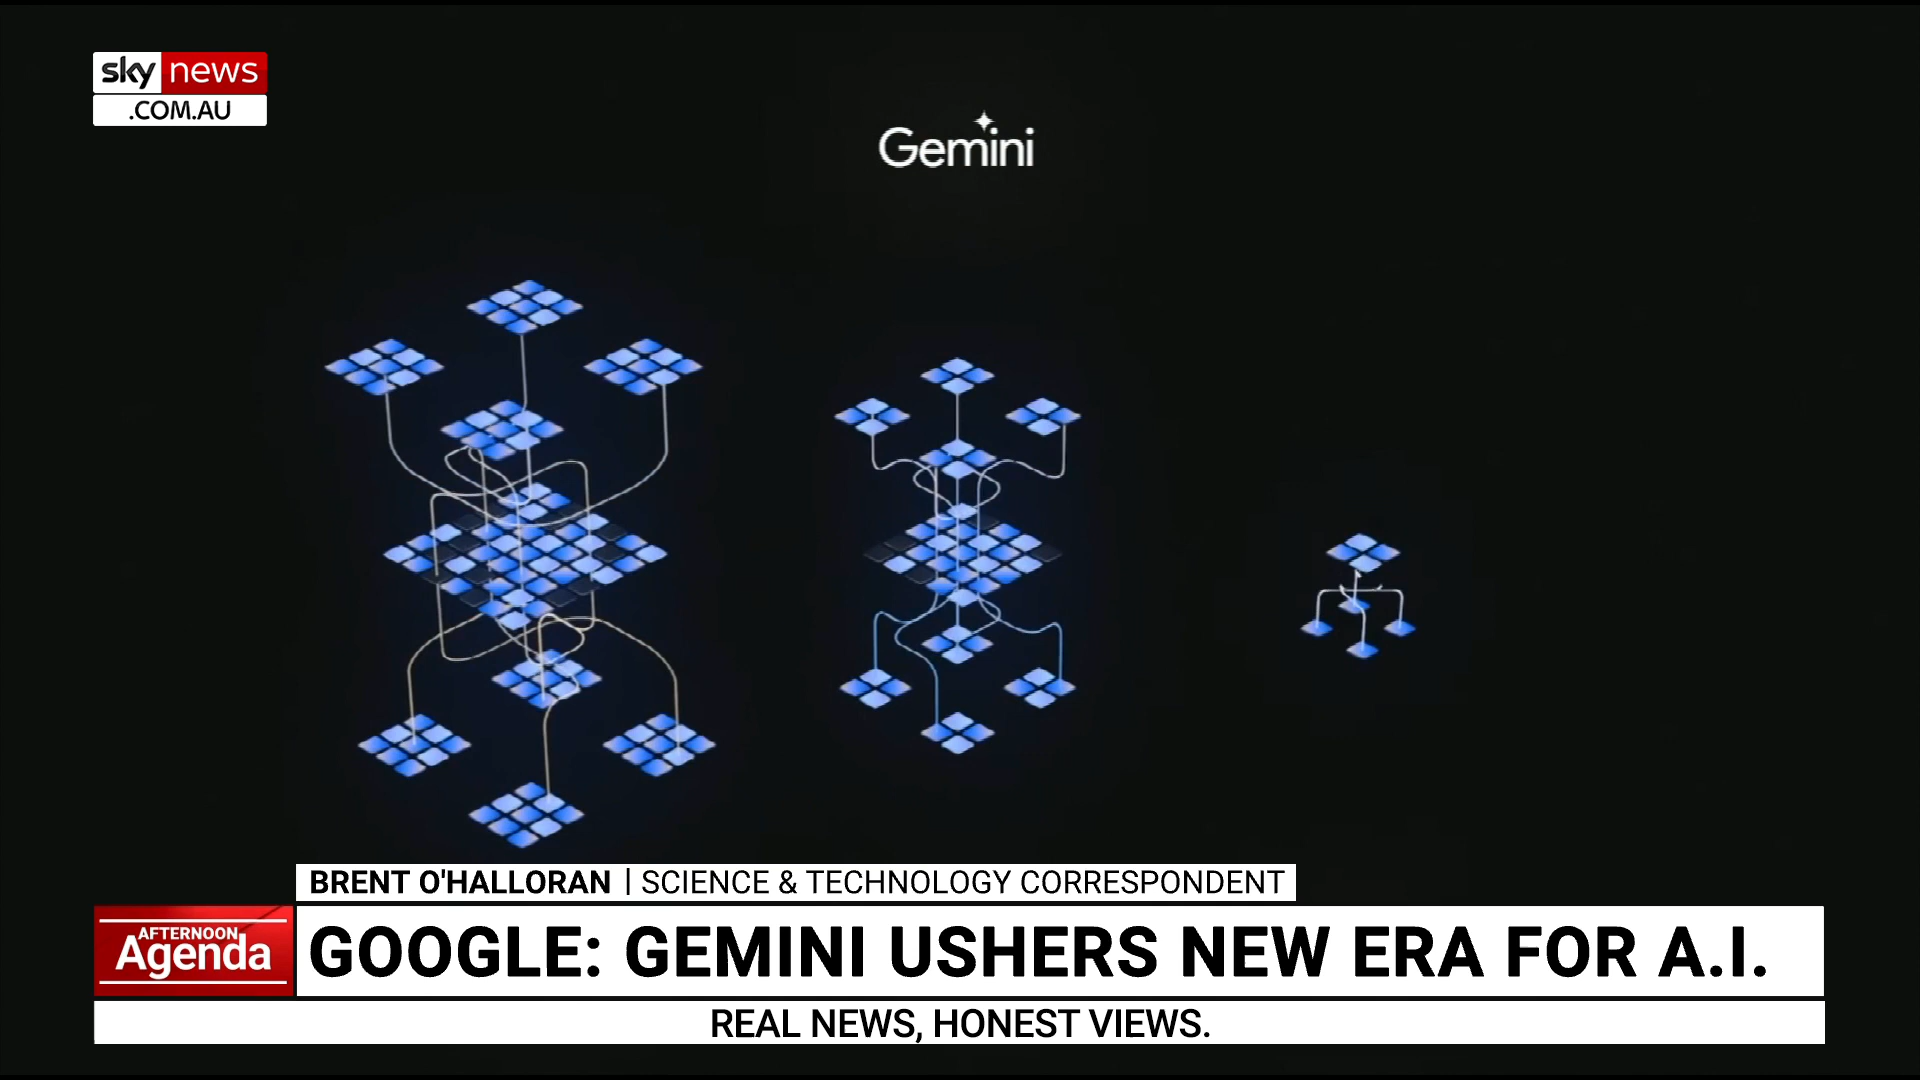 sky news
.COM.AU
Gemini
BRENT O'HALLORAN | SCIENCE & TECHNOLOGY CORRESPONDENT
AFTERNOON
Agenda
GOOGLE: GEMINI USHERS NEW ERA FOR A.I.
REAL NEWS, HONEST VIEWS.